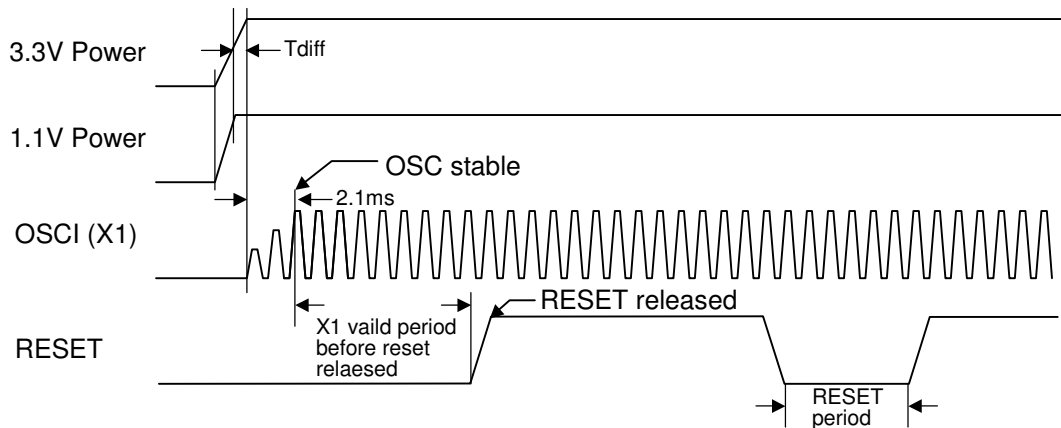 3.3V Power
Tdiff
1.1V Power
OSC stable
2.1ms
OSCI (X1)
RESET released
X1 vaild period
before reset
relaesed
RESET
RESET
period